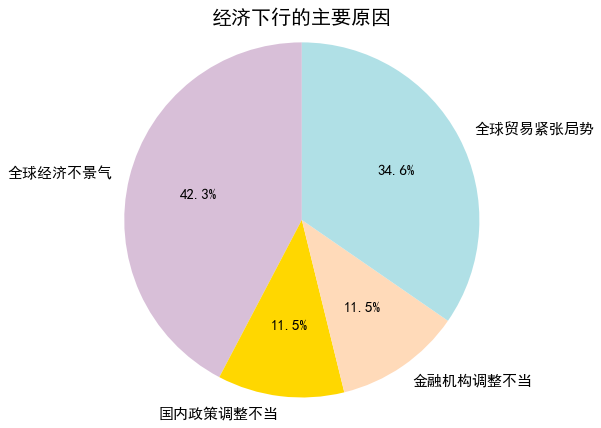 经济下行的主要原因
全球贸易紧张局势
34.6%
全球经济不景气
42.3%
11.5%
11.5%
金融机构调整不当
国内政策调整不当